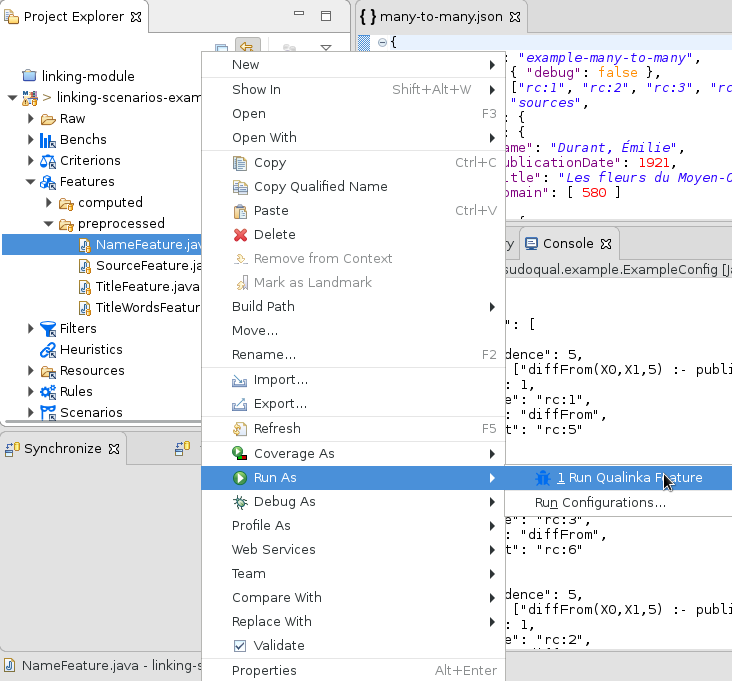 Project Explorer
linking-module
> linking-scenarios-exam
Raw
Benchs
Criterions
Features
computed
preprocessed
NameFeature.jav
SourceFeature.ja
TitleFeature.java
TitleWordsFeatur
Filters
Heuristics
Resources
Rules
Scenarios
Synchronize
NameFeature.java - linking-s
New
Show In Shift+Alt+W
Open F3
Open With
Copy Ctrl+C
Copy Qualified Name
Paste Ctrl+V
Delete
Remove from Context
Mark as Landmark
Build Path
Move...
Rename... F2
Import...
Export...
Refresh F5
Coverage As
Run As
Debug As
Profile As
Web Services
Team
Compare With
Replace With
Validate
Properties Alt+Enter
1 Run Qualinka Feature
Run Configurations...
{ } many-to-many.json
{
"example-many-to-many",
{ "debug": false },
["rc:1", "rc:2", "rc:3", "rc
"sources",
: {
{
ame": "Durant, Émilie",
ublicationDate": 1921,
itle": "Les fleurs du Moyen-
omain": [ 580 ]
y
Console
sudoqual.example.ExampleConfig [J
": [
dence": 5,
["diffFrom(X0,X1,5) :- publi
: 1,
e": "rc:1",
"diffFrom",
t": "rc:5"
e": "rc:3",
"diffFrom",
t": "rc:6"
dence": 5,
["diffFrom(X0,X1,5) :- publi
: 1,
e": "rc:2",